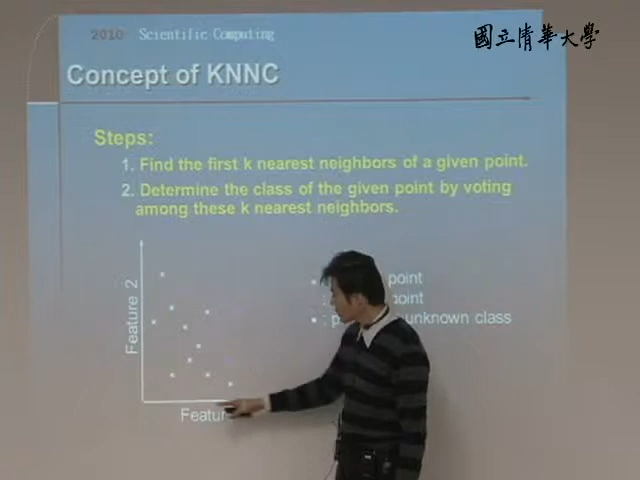 2010 Scientific Computing
國立清華大學
Concept of KNNC
Steps:
1. Find the first k nearest neighbors of a given point.
2. Determine the class of the given point by voting
among these k nearest neighbors.
point
point
unknown class
Feature 2